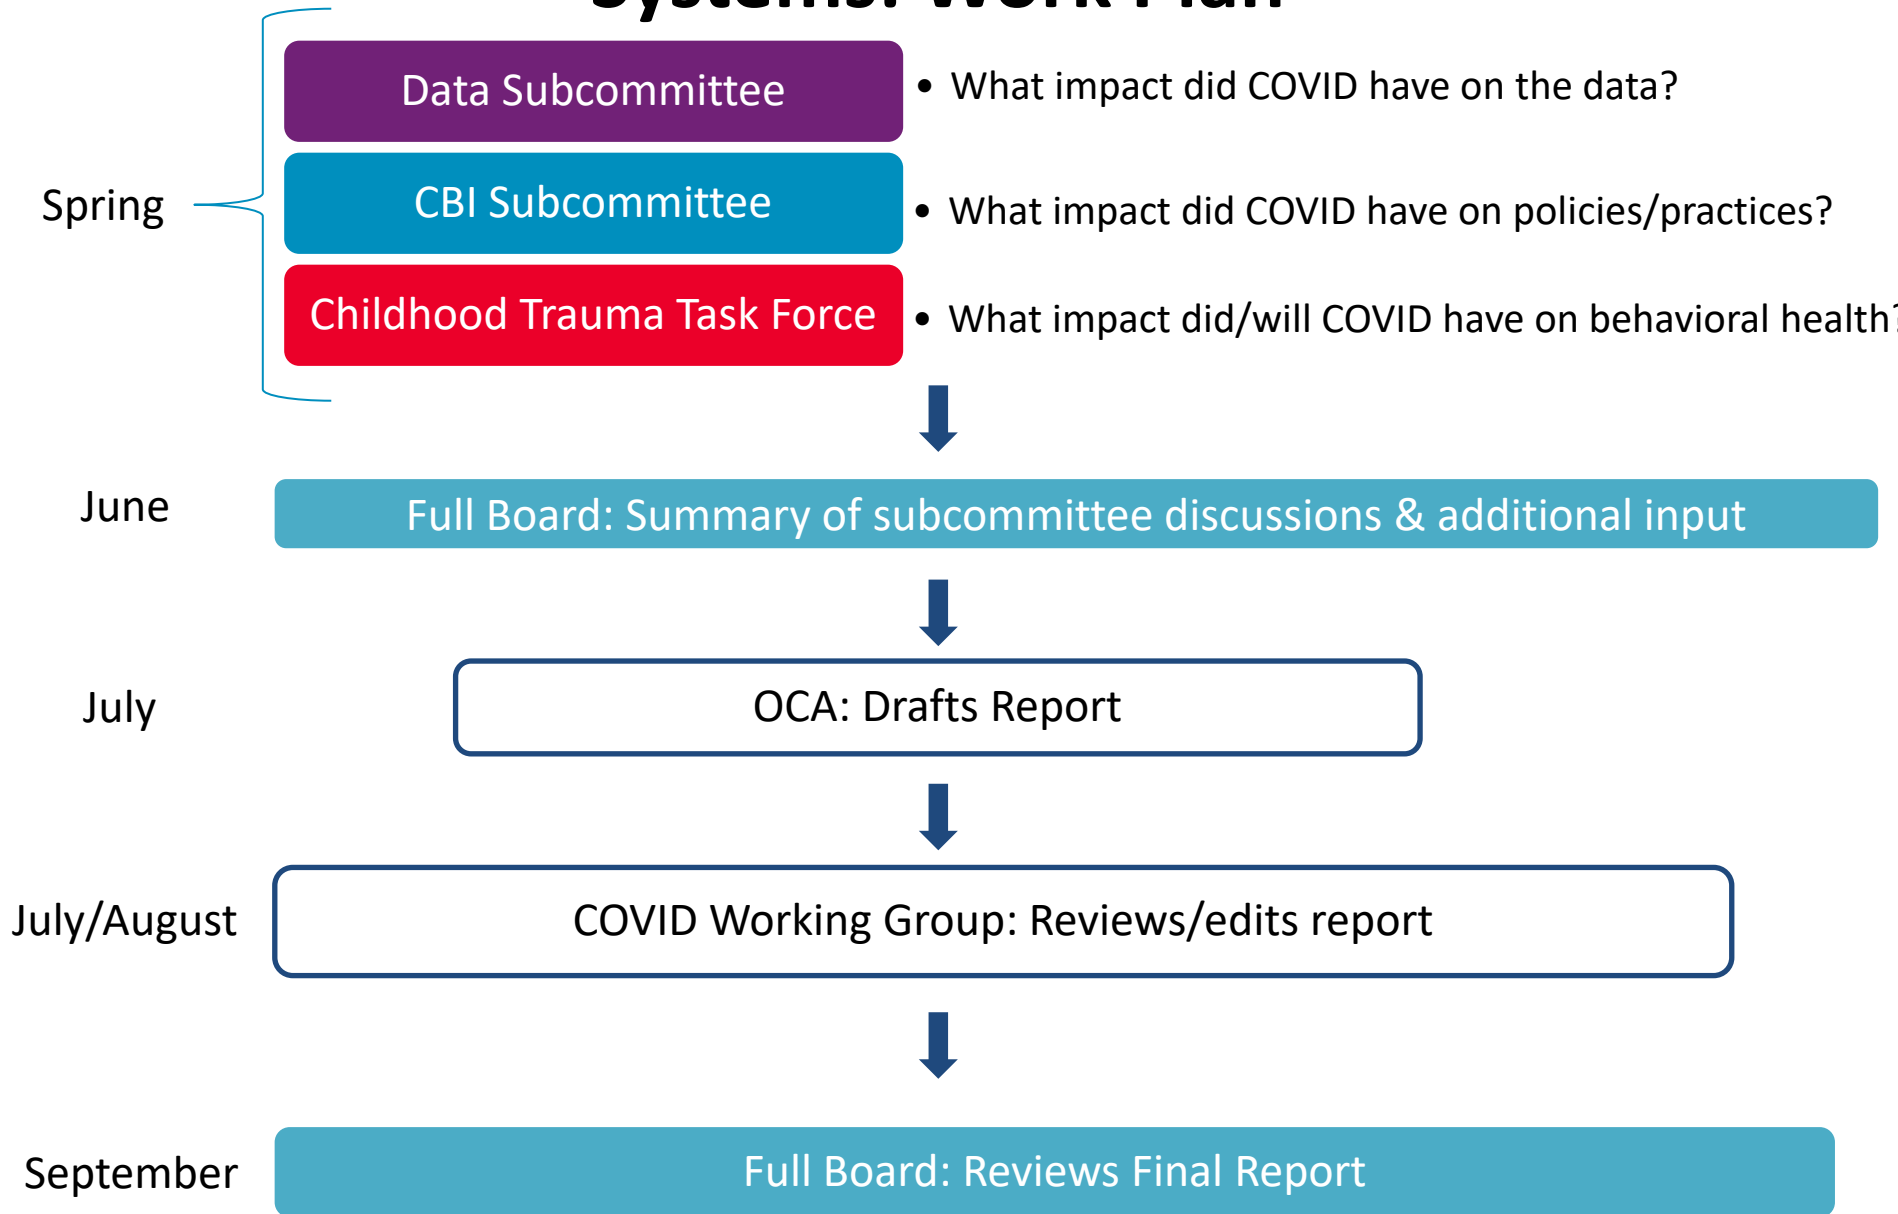 Systems: Work Plan
Data Subcommittee
• What impact did COVID have on the data?
Spring
CBI Subcommittee
• What impact did COVID have on policies/practices?
Childhood Trauma Task Force
• What impact did/will COVID have on behavioral health?
June
Full Board: Summary of subcommittee discussions & additional input
July
OCA: Drafts Report
July/August
COVID Working Group: Reviews/edits report
September
Full Board: Reviews Final Report